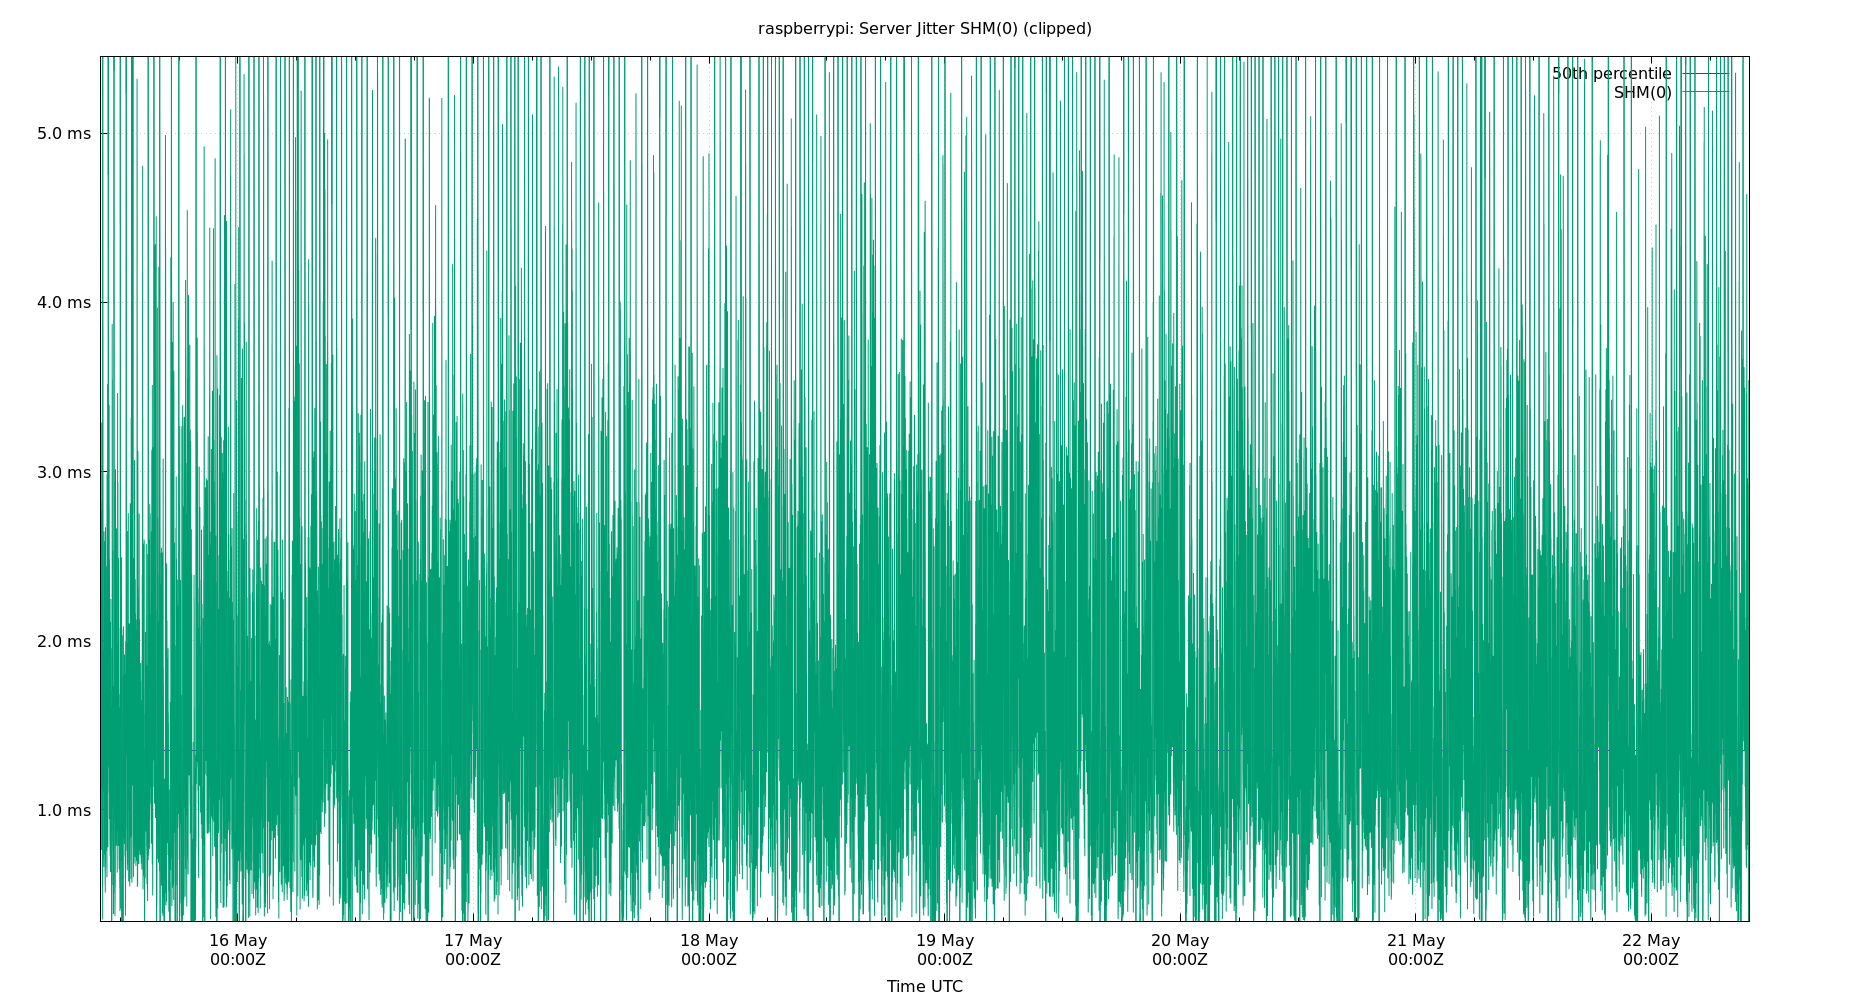 raspberrypi: Server Jitter SHM(0) (clipped)
50th percentile
SHM(0)
5.0 ms
4.0 ms
3.0 ms
2.0 ms
1.0 ms
16 May 17 May 18 May 19 May 20 May 21 May 22 May
00:00Z 00:00Z 00:00Z 00:00Z 00:00Z 00:00Z 00:00Z
Time UTC